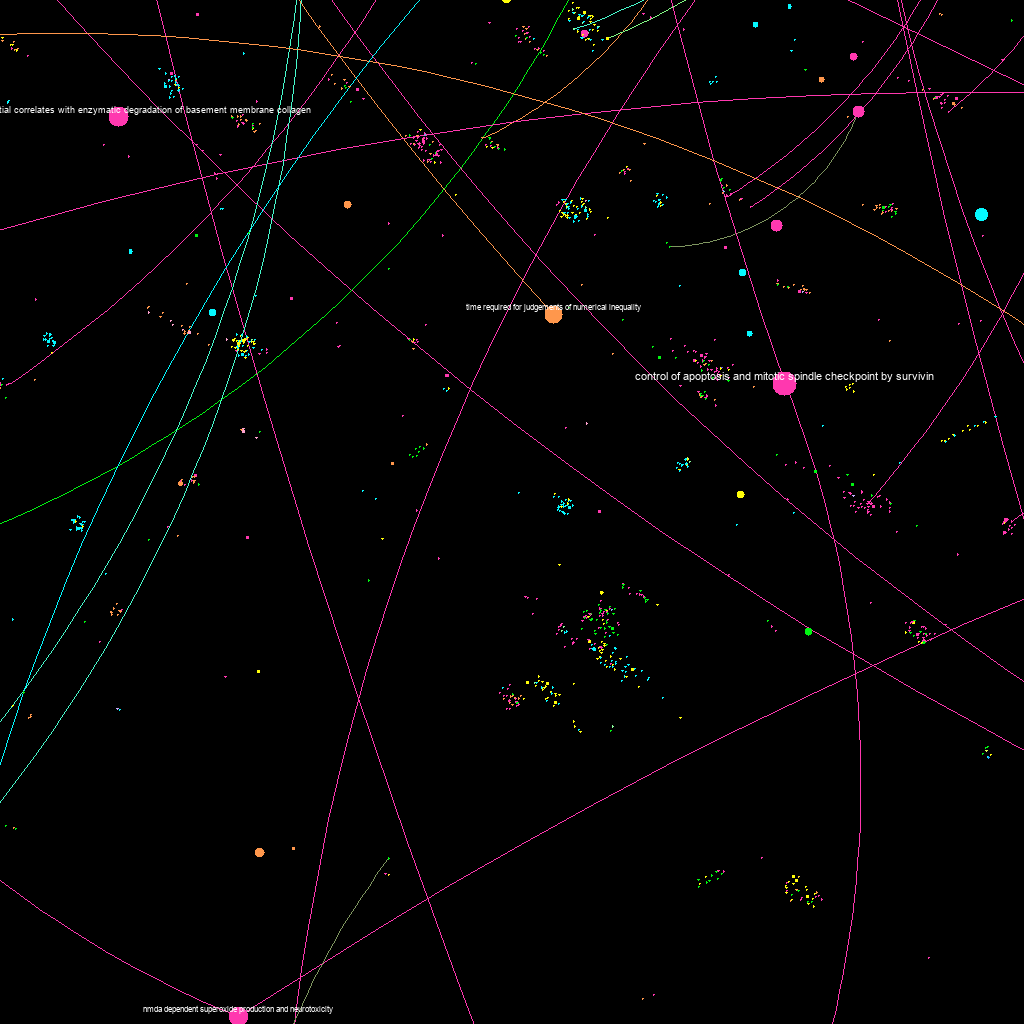 tial correlates with enzymatic degradation of basement membrane collagen
time required for judgements of numerical inequality
control of apoptosis and mitotic spindle checkpoint by survivin
nmda dependent superoxide production and neurotoxicity